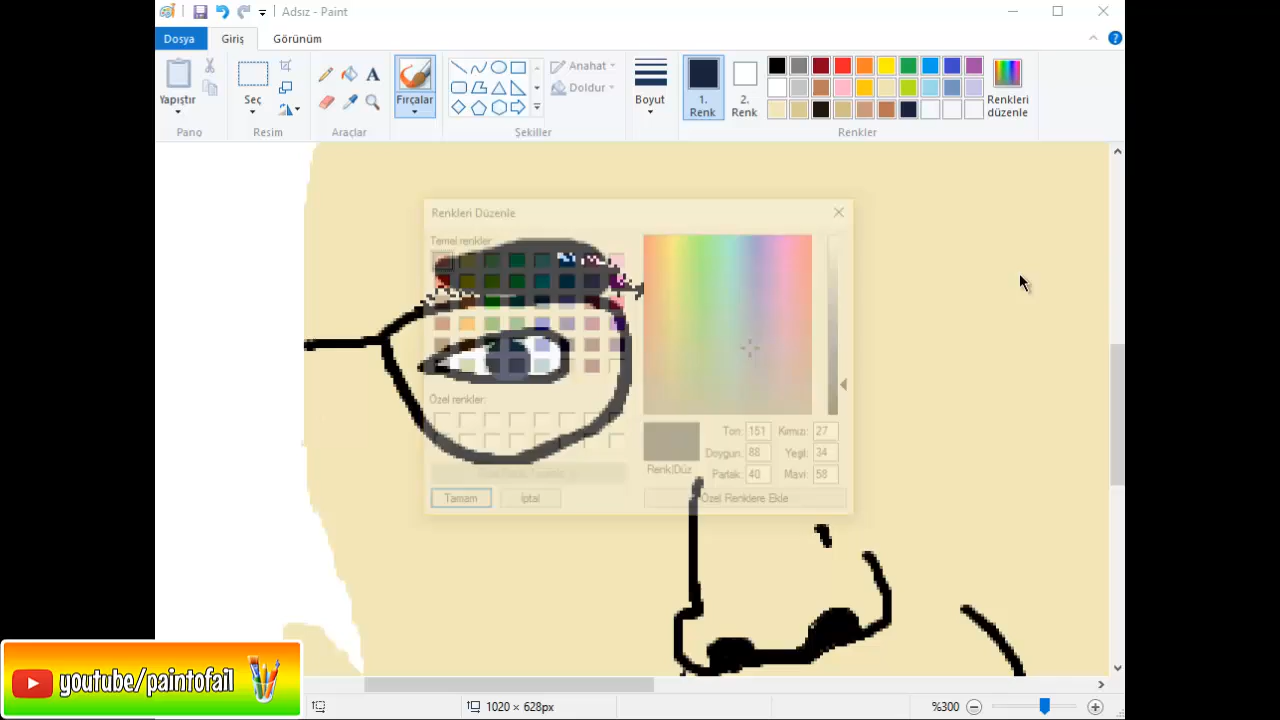 Adsız - Paint
Dosya
Giriş
Görünüm
Yapıştır
Seç
A
Fırçalar
Anahat
Doldur
Boyut
1.
Renk
2.
Renk
Renkleri
düzenle
Pano
Resim
Araçlar
Şekiller
Renkler
Renkleri Düzenle
Temel renkler:
Özel renkler:
Ton: 151
Kırmızı: 27
Doygun: 88
Yeşil: 34
Renk|Düz
Parlak: 40
Mavi: 58
Tamam
İptal
Özel Renklere Ekle
youtube/paintofail
1020 × 628px
%300